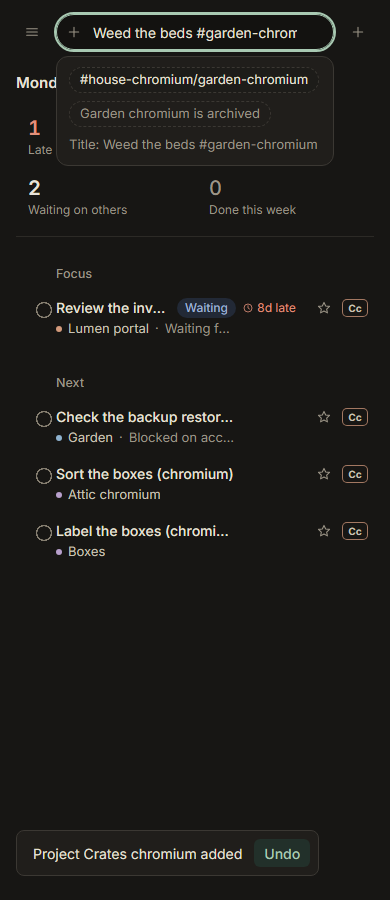 Weed the beds #garden-chrom
Mond
#house-chromium/garden-chromium
Garden chromium is archived
Title: Weed the beds #garden-chromium
1
Late
2
0
Waiting on others
Done this week
Focus
Review the inv... Waiting 8d late Cc
Lumen portal · Waiting f...
Next
Check the backup restor... Cc
Garden · Blocked on acc...
Sort the boxes (chromium) Cc
Attic chromium
Label the boxes (chromi... Cc
Boxes
Project Crates chromium added Undo